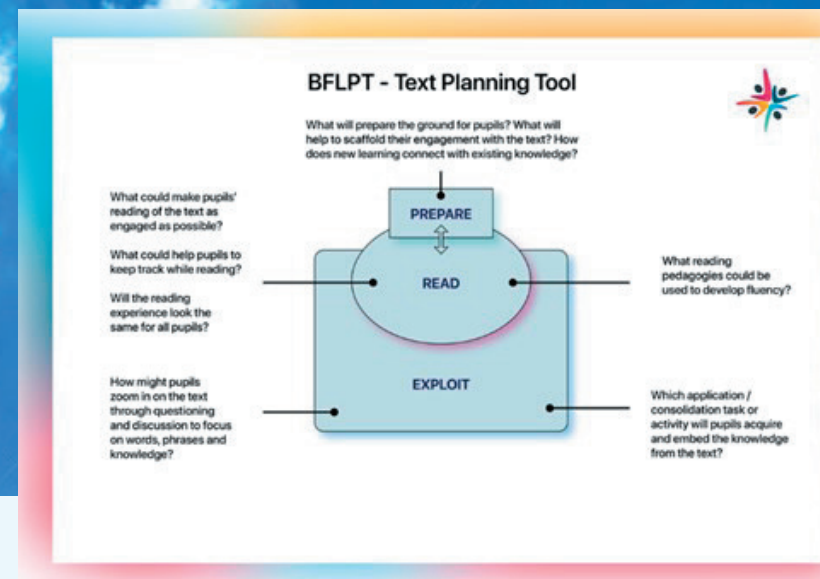 BFLPT - Text Planning Tool
What will prepare the ground for pupils? What will
help to scaffold their engagement with the text? How
does new learning connect with existing knowledge?
What could make pupils'
reading of the text as
engaged as possible?
What could help pupils to
keep track while reading?
Will the reading
experience look the
same for all pupils?
PREPARE
READ
What reading
pedagogies could be
used to develop fluency?
How might pupils
zoom in on the text
through questioning
and discussion to focus
on words, phrases and
knowledge?
EXPLOIT
Which application /
consolidation task or
activity will pupils acquire
and embed the knowledge
from the text?